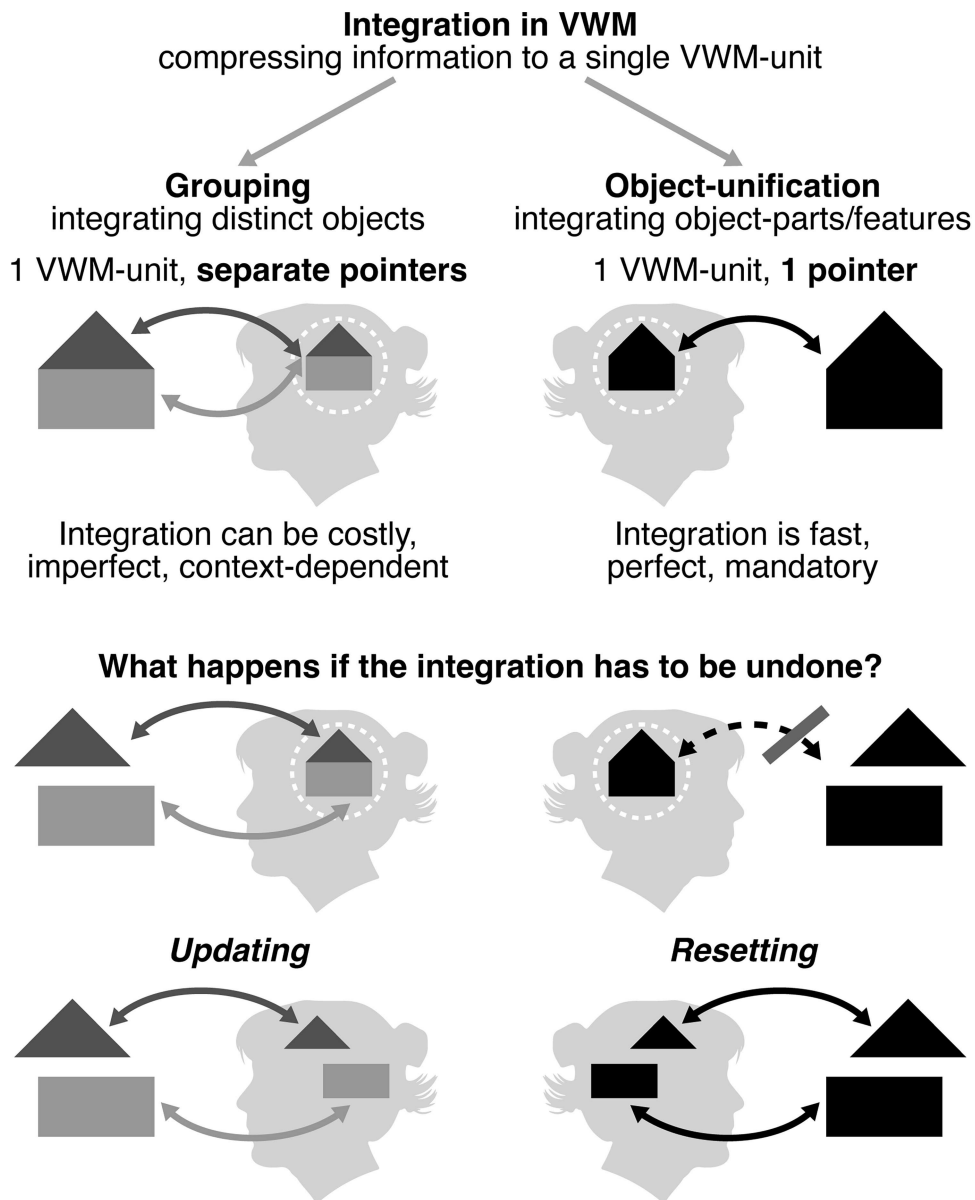 Integration in VWM
compressing information to a single VWM-unit
Grouping
integrating distinct objects
1 VWM-unit, separate pointers
Object-unification
integrating object-parts/features
1 VWM-unit, 1 pointer
Integration can be costly,
imperfect, context-dependent
Integration is fast,
perfect, mandatory
What happens if the integration has to be undone?
Updating
Resetting